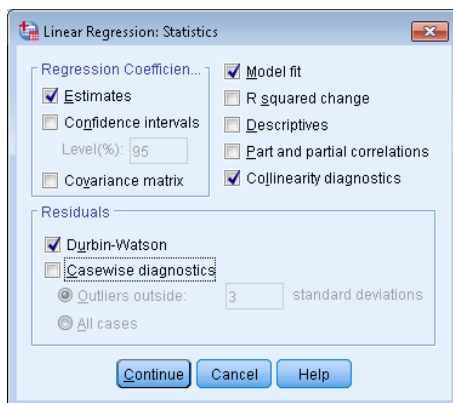 Linear Regression: Statistics
Regression Coefficien...
Estimates
Confidence intervals
Level(%): 95
Covariance matrix
Model fit
R squared change
Descriptives
Part and partial correlations
Collinearity diagnostics
Residuals
Durbin-Watson
Casewise diagnostics
Outliers outside: 3 standard deviations
All cases
Continue Cancel Help